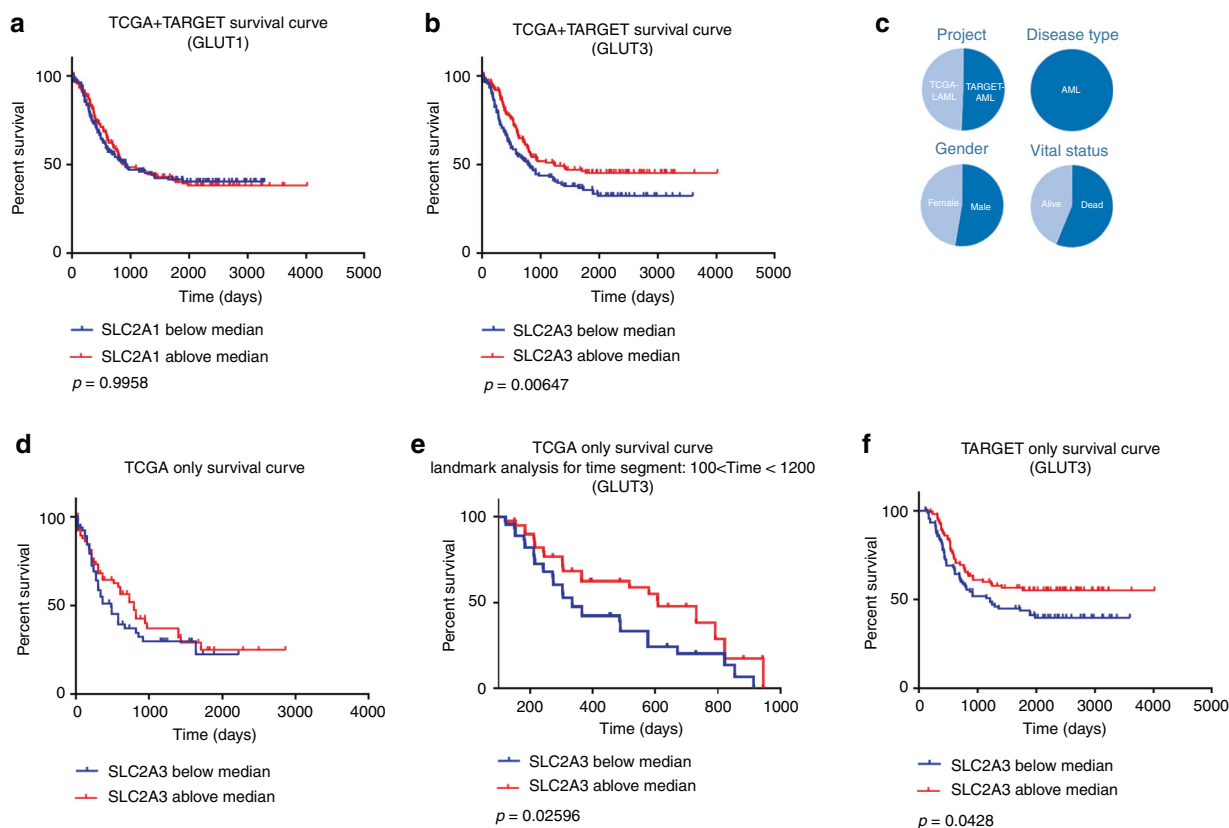 a
TCGA+TARGET survival curve
(GLUT1)
Percent survival
100
50
0
0 1000 2000 3000 4000 5000
Time (days)
SLC2A1 below median
SLC2A1 ablove median
p = 0.9958
b
TCGA+TARGET survival curve
(GLUT3)
Percent survival
100
50
0
0 1000 2000 3000 4000 5000
Time (days)
SLC2A3 below median
SLC2A3 ablove median
p = 0.00647
c
Project
TCGA-
LAML
TARGET-
AML
Disease type
AML
Gender
Female
Male
Vital status
Alive
Dead
d
TCGA only survival curve
Percent survival
100
50
0
0 1000 2000 3000 4000
Time (days)
SLC2A3 below median
SLC2A3 ablove median
e
TCGA only survival curve
landmark analysis for time segment: 100<Time < 1200
(GLUT3)
Percent survival
100
50
0
200 400 600 800 1000
Time (days)
SLC2A3 below median
SLC2A3 ablove median
p = 0.02596
f
TARGET only survival curve
(GLUT3)
Percent survival
100
50
0
0 1000 2000 3000 4000 5000
Time (days)
SLC2A3 below median
SLC2A3 ablove median
p = 0.0428